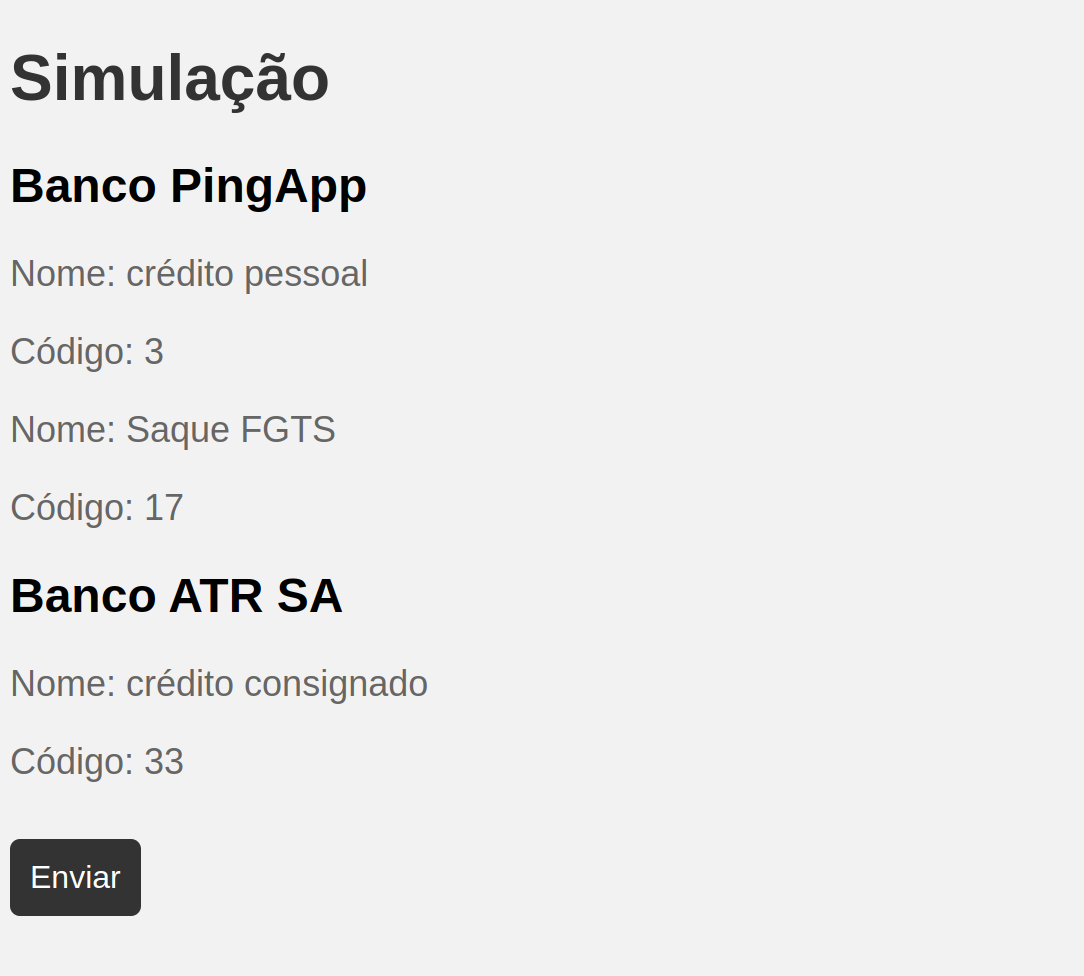 Simulação
Banco PingApp
Nome: crédito pessoal
Código: 3
Nome: Saque FGTS
Código: 17
Banco ATR SA
Nome: crédito consignado
Código: 33
Enviar